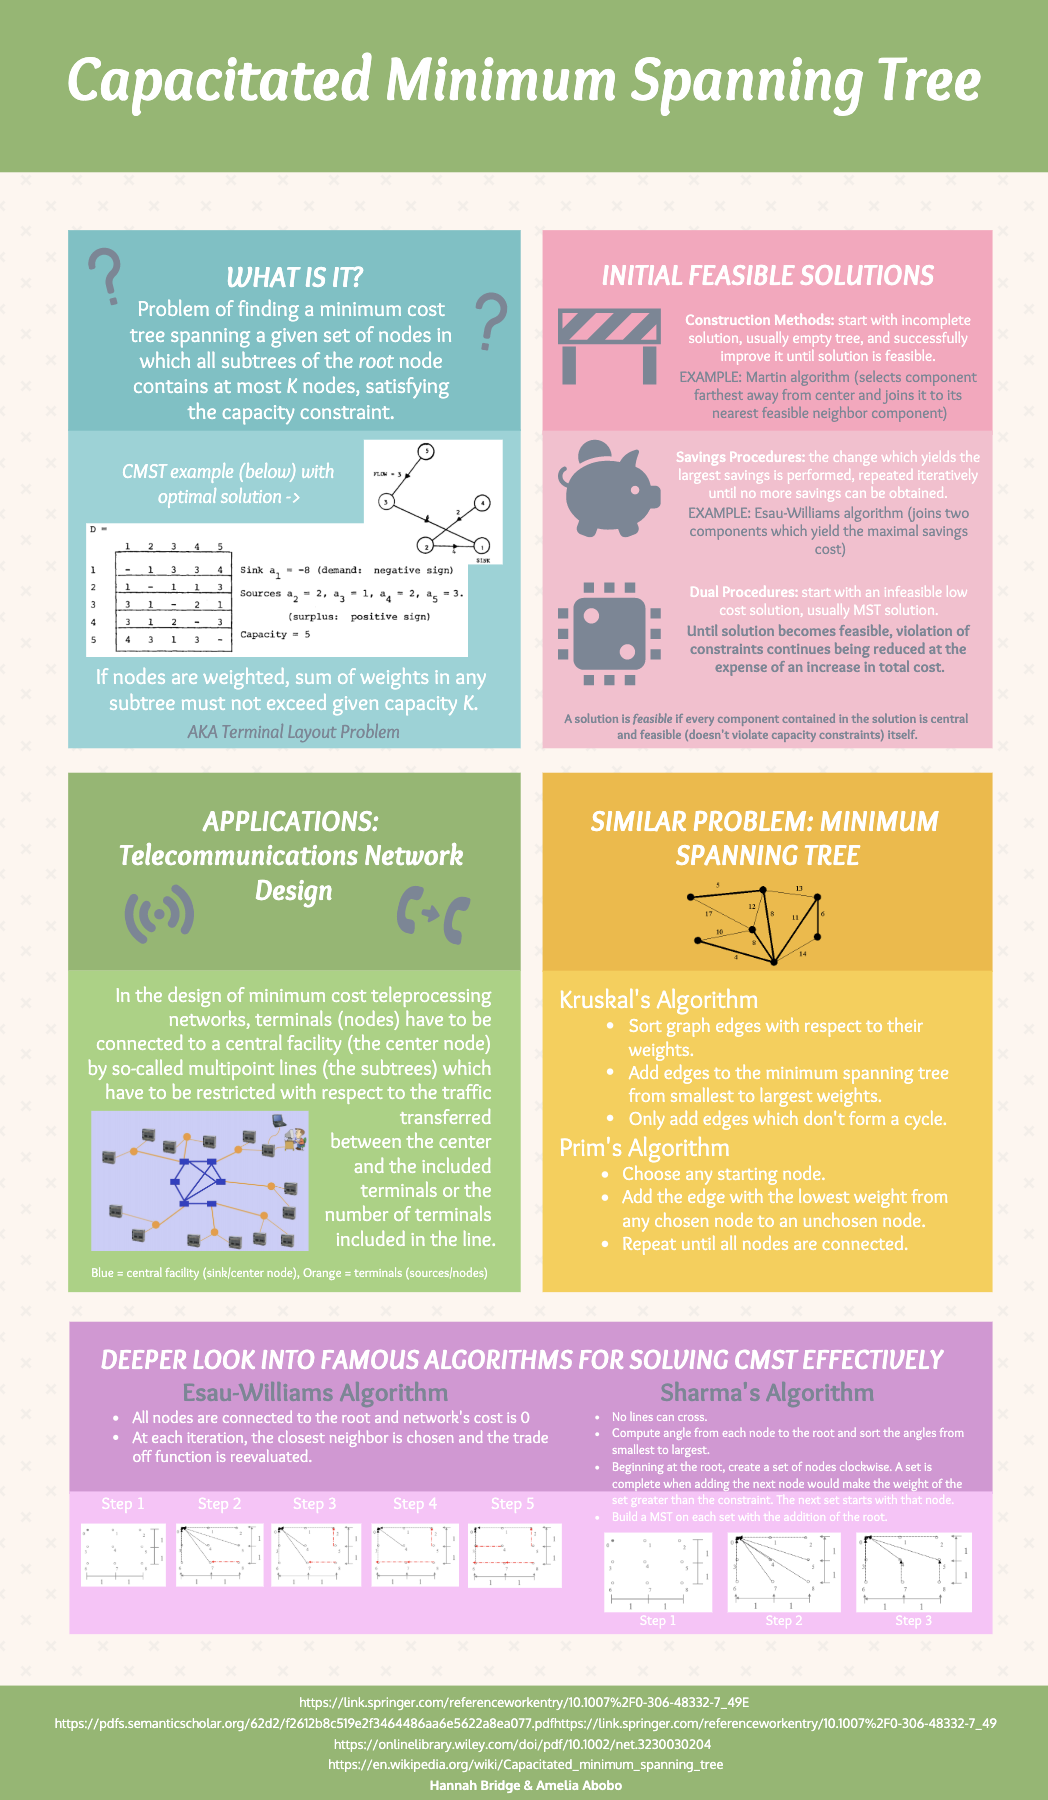 Capacitated Minimum Spanning Tree
WHAT IS IT?
Problem of finding a minimum cost
tree spanning a given set of nodes in
which all subtrees of the root node
contains at most K nodes, satisfying
the capacity constraint.
CMST example (below) with
optimal solution ->
5
FLOW = 3
3
4
2
4
2
4
1
SINK
D =
1 2 3 4 5
1 - 1 3 3 4
2 1 - 1 1 3
3 3 1 - 2 1
4 3 1 2 - 3
5 4 3 1 3 -
Sink a1 = -8 (demand: negative sign)
Sources a2 = 2, a3 = 1, a4 = 2, a5 = 3.
(surplus: positive sign)
Capacity = 5
If nodes are weighted, sum of weights in any
subtree must not exceed given capacity K.
AKA Terminal Layout Problem
INITIAL FEASIBLE SOLUTIONS
Construction Methods: start with incomplete
solution, usually empty tree, and successfully
improve it until solution is feasible.
EXAMPLE: Martin algorithm (selects component
farthest away from center and joins it to its
nearest feasible neighbor component)
Savings Procedures: the change which yields the
largest savings is performed, repeated iteratively
until no more savings can be obtained.
EXAMPLE: Esau-Williams algorithm (joins two
components which yield the maximal savings
cost)
Dual Procedures: start with an infeasible low
cost solution, usually MST solution.
Until solution becomes feasible, violation of
constraints continues being reduced at the
expense of an increase in total cost.
A solution is feasible if every component contained in the solution is central
and feasible (doesn't violate capacity constraints) itself.
APPLICATIONS:
Telecommunications Network
Design
In the design of minimum cost teleprocessing
networks, terminals (nodes) have to be
connected to a central facility (the center node)
by so-called multipoint lines (the subtrees) which
have to be restricted with respect to the traffic
transferred
between the center
and the included
terminals or the
number of terminals
included in the line.
Blue = central facility (sink/center node), Orange = terminals (sources/nodes)
SIMILAR PROBLEM: MINIMUM
SPANNING TREE
5
13
17
12
8
11
6
10
8
4
14
Kruskal's Algorithm
• Sort graph edges with respect to their
weights.
• Add edges to the minimum spanning tree
from smallest to largest weights.
• Only add edges which don't form a cycle.
Prim's Algorithm
• Choose any starting node.
• Add the edge with the lowest weight from
any chosen node to an unchosen node.
• Repeat until all nodes are connected.
DEEPER LOOK INTO FAMOUS ALGORITHMS FOR SOLVING CMST EFFECTIVELY
Esau-Williams Algorithm
• All nodes are connected to the root and network's cost is 0
• At each iteration, the closest neighbor is chosen and the trade
off function is reevaluated.
Step 1 Step 2 Step 3 Step 4 Step 5
Sharma's Algorithm
• No lines can cross.
• Compute angle from each node to the root and sort the angles from
smallest to largest.
• Beginning at the root, create a set of nodes clockwise. A set is
complete when adding the next node would make the weight of the
set greater than the constraint. The next set starts with that node.
• Build a MST on each set with the addition of the root.
Step 1 Step 2 Step 3
https://link.springer.com/referenceworkentry/10.1007%2F0-306-48332-7_49E
https://pdfs.semanticscholar.org/62d2/f2612b8c519e2f3464486aa6e5622a8ea077.pdfhttps://link.springer.com/referenceworkentry/10.1007%2F0-306-48332-7_49
https://onlinelibrary.wiley.com/doi/pdf/10.1002/net.3230030204
https://en.wikipedia.org/wiki/Capacitated_minimum_spanning_tree
Hannah Bridge & Amelia Abobo